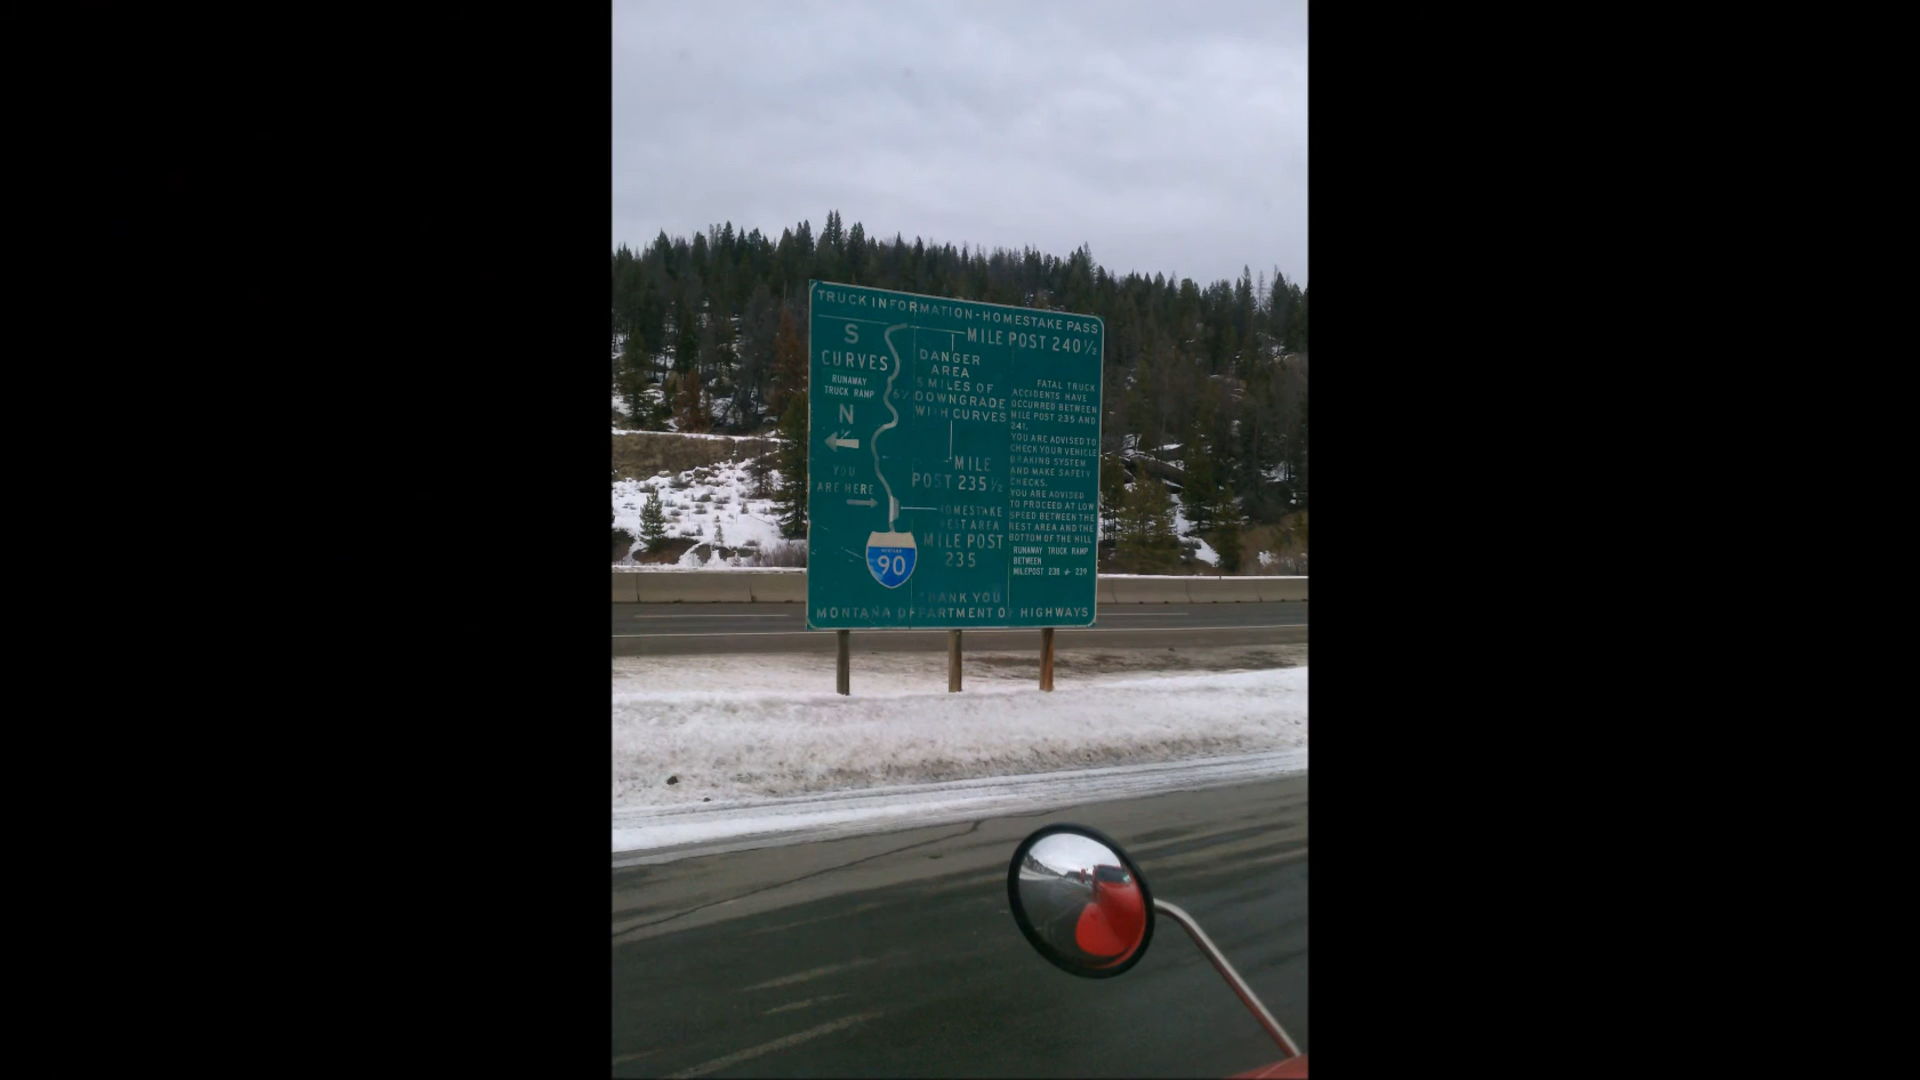 TRUCK INFORMATION-HOMESTAKE PASS
S
CURVES
RUNAWAY
TRUCK RAMP
N
YOU
ARE HERE
MILE POST 240½
DANGER
AREA
5 MILES OF
6% DOWNGRADE
WITH CURVES
MILE
POST 235½
HOMESTAKE
REST AREA
MILE POST
235
90
FATAL TRUCK
ACCIDENTS HAVE
OCCURRED BETWEEN
MILE POST 235 AND
241.
YOU ARE ADVISED TO
CHECK YOUR VEHICLE
BRAKING SYSTEM
AND MAKE SAFETY
CHECKS.
YOU ARE ADVISED
TO PROCEED AT LOW
SPEED BETWEEN THE
REST AREA AND THE
BOTTOM OF THE HILL
RUNAWAY TRUCK RAMP
BETWEEN
MILEPOST 238 & 239
THANK YOU
MONTANA DEPARTMENT OF HIGHWAYS